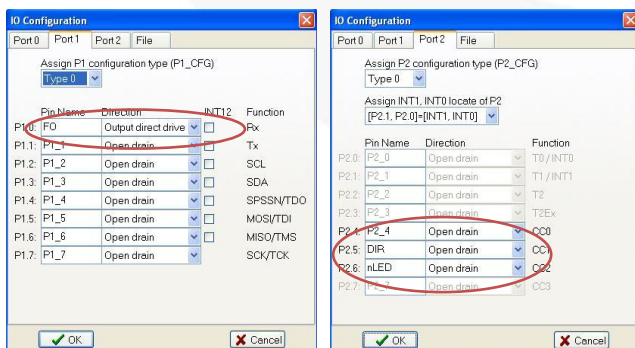 IO Configuration
Port 0 Port 1 Port 2 File
Assign P1 configuration type (P1_CFG)
Type 0
Pin Name Direction INT12 Function
P1.0: FO Output direct drive Rx
P1.1: P1_1 Open drain Tx
P1.2: P1_2 Open drain SCL
P1.3: P1_3 Open drain SDA
P1.4: P1_4 Open drain SPSSN/TDO
P1.5: P1_5 Open drain MOSI/TDI
P1.6: P1_6 Open drain MISO/TMS
P1.7: P1_7 Open drain SCK/TCK
OK Cancel
IO Configuration
Port 0 Port 1 Port 2 File
Assign P2 configuration type (P2_CFG)
Type 0
Assign INT1, INT0 locate of P2
[P2.1, P2.0]=[INT1, INT0]
Pin Name Direction Function
P2.0: P2_0 Open drain T0/INT0
P2.1: P2_1 Open drain T1/INT1
P2.2: P2_2 Open drain T2
P2.3: P2_3 Open drain T2Ex
P2.4: P2_4 Open drain CC0
P2.5: DIR Open drain CC1
P2.6: nLED Open drain CC2
P2.7: P2_7 Open drain CC3
OK Cancel